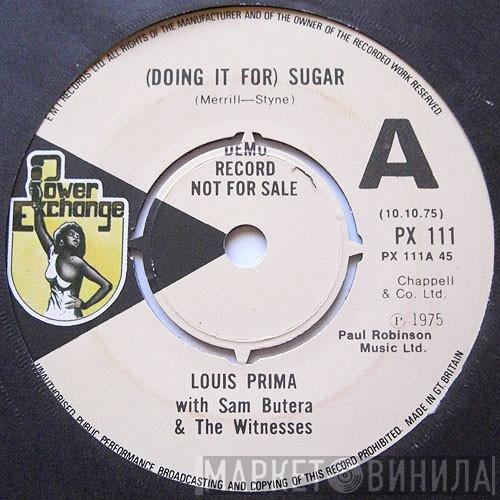 E.M.I. RECORDS LTD. ALL RIGHTS OF THE MANUFACTURER AND OF THE OWNER OF THE RECORDED WORK RESERVED.
(DOING IT FOR) SUGAR
(Merrill—Styne)
DEMO
RECORD
NOT FOR SALE
A
Power
Exchange
(10.10.75)
PX 111
PX 111A 45
Chappell
& Co. Ltd.
℗ 1975
Paul Robinson
Music Ltd.
LOUIS PRIMA
with Sam Butera
& The Witnesses
UNAUTHORISED PUBLIC PERFORMANCE, BROADCASTING AND COPYING OF THIS RECORD PROHIBITED. MADE IN GT. BRITAIN
МАРКЕТ ВИНИЛА